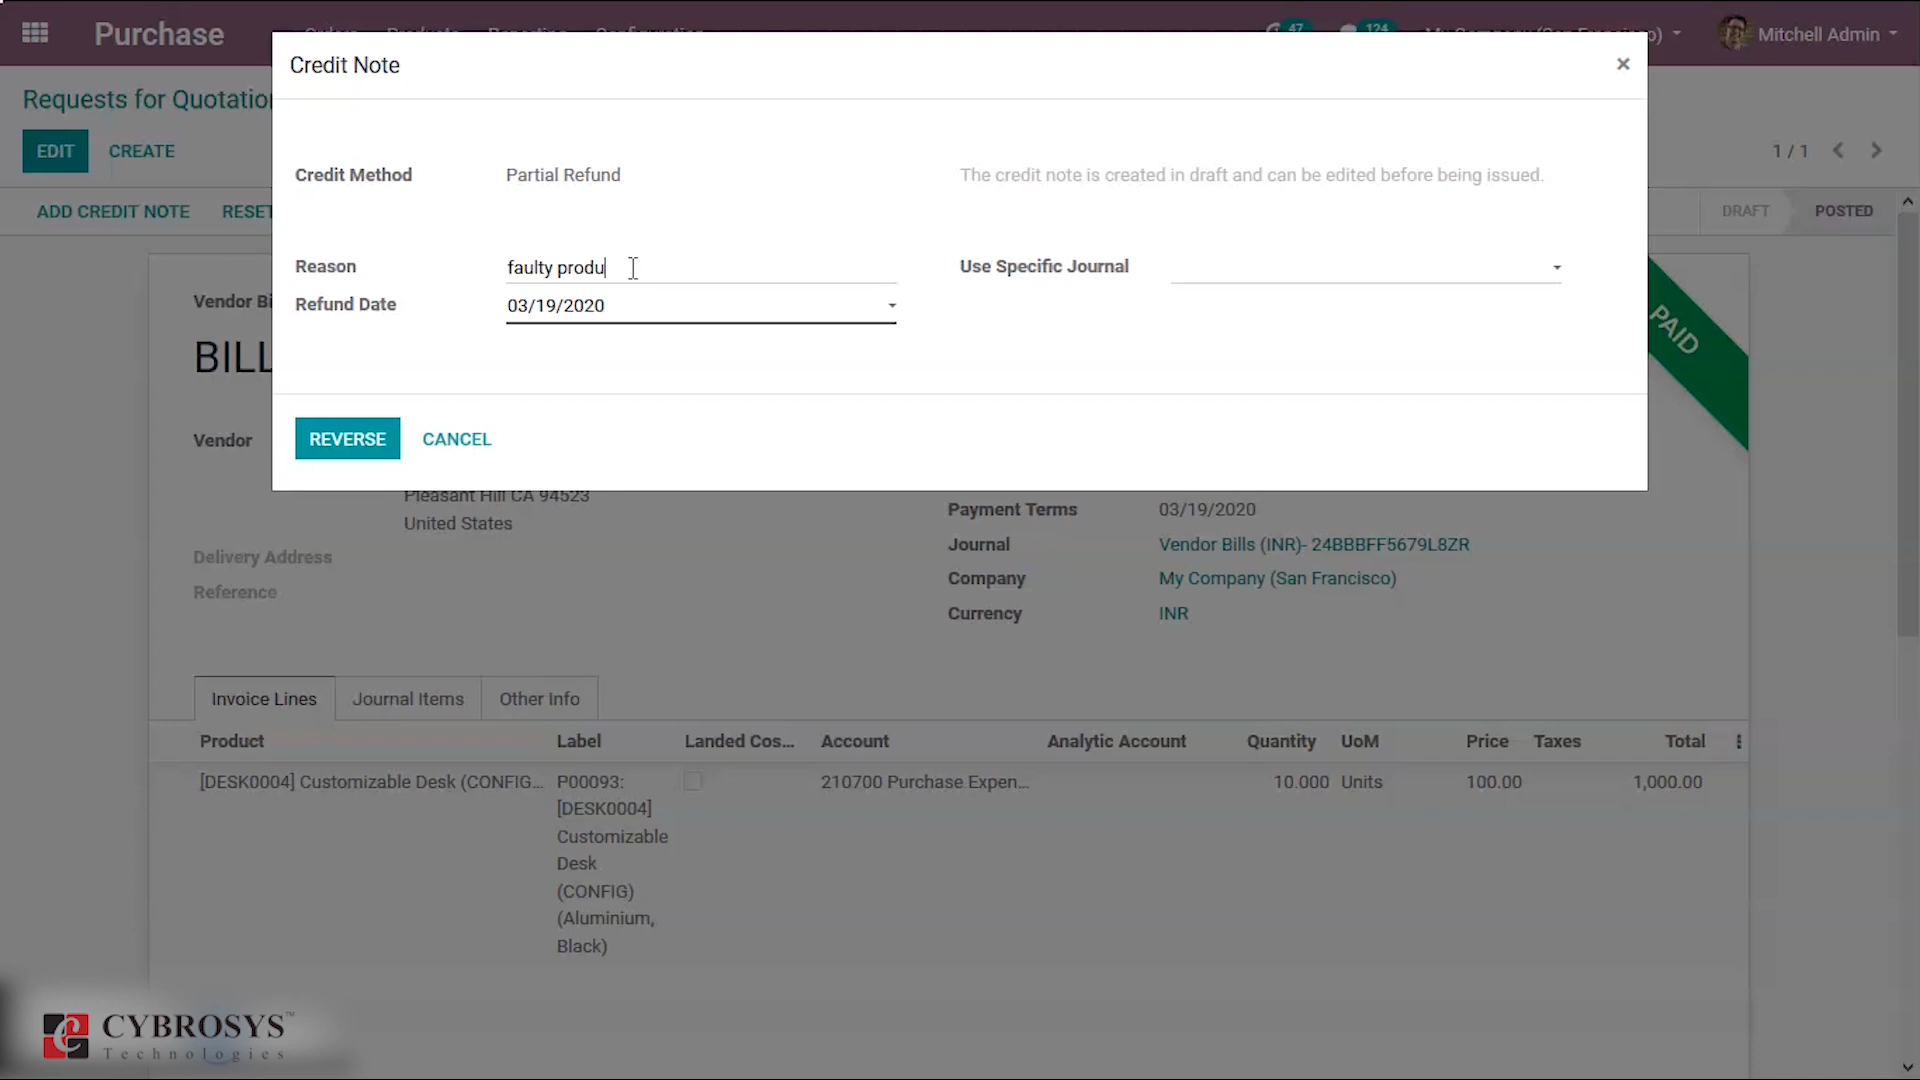 Purchase
47
124
Mitchell Admin
Credit Note
×
Requests for Quotation
EDIT CREATE
1 / 1
Credit Method Partial Refund
The credit note is created in draft and can be edited before being issued.
ADD CREDIT NOTE RESET
DRAFT POSTED
Reason faulty produ
Use Specific Journal
Refund Date 03/19/2020
Vendor Bi
BILL
PAID
REVERSE CANCEL
Vendor
Pleasant Hill CA 94523
United States
Payment Terms 03/19/2020
Journal Vendor Bills (INR)- 24BBBFF5679L8ZR
Delivery Address
Company My Company (San Francisco)
Reference
Currency INR
Invoice Lines Journal Items Other Info
Product Label Landed Cos... Account Analytic Account Quantity UoM Price Taxes Total
[DESK0004] Customizable Desk (CONFIG... P00093: 210700 Purchase Expen... 10.000 Units 100.00 1,000.00
[DESK0004]
Customizable
Desk
(CONFIG)
(Aluminium,
Black)
CYBROSYS™
Technologies